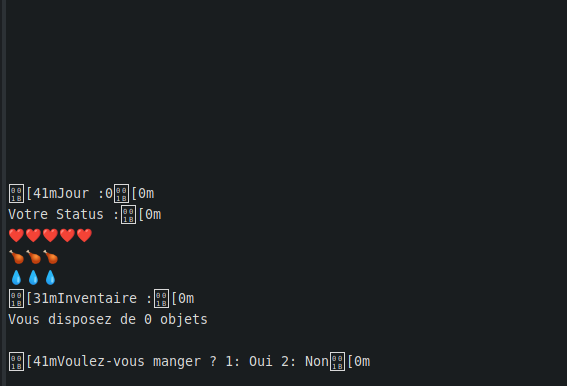 [41mJour :0[0m
Votre Status :[0m
❤️❤️❤️❤️❤️
🍗🍗🍗
💧💧💧
[31mInventaire :[0m
Vous disposez de 0 objets
[41mVoulez-vous manger ? 1: Oui 2: Non[0m